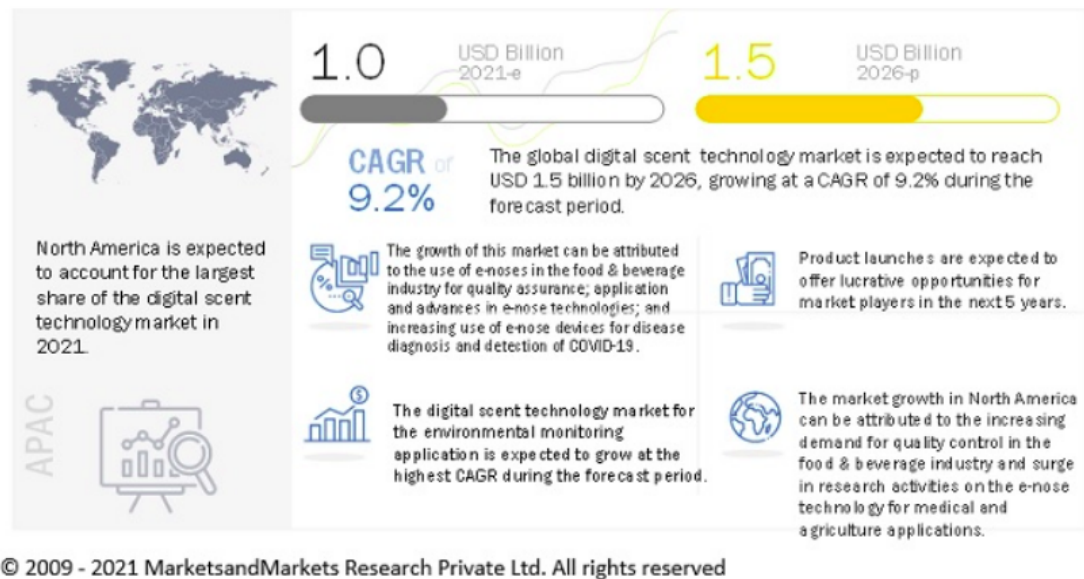 1.0
USD Billion
2021-e
1.5
USD Billion
2026-p
CAGR of
9.2%
The global digital scent technology market is expected to reach
USD 1.5 billion by 2026, growing at a CAGR of 9.2% during the
forecast period.
North America is expected
to account for the largest
share of the digital scent
technology market in
2021.
APAC
The growth of this market can be attributed
to the use of e-noses in the food & beverage
industry for quality assurance; application
and advances in e-nose technologies; and
increasing use of e-nose devices for disease
diagnosis and detection of COVID-19.
Product launches are expected to
offer lucrative opportunities for
market players in the next 5 years.
The digital scent technology market for
the environmental monitoring
application is expected to grow at the
highest CAGR during the forecast period.
The market growth in North America
can be attributed to the increasing
demand for quality control in the
food & beverage industry and surge
in research activities on the e-nose
technology for medical and
agriculture applications.
© 2009 - 2021 MarketsandMarkets Research Private Ltd. All rights reserved